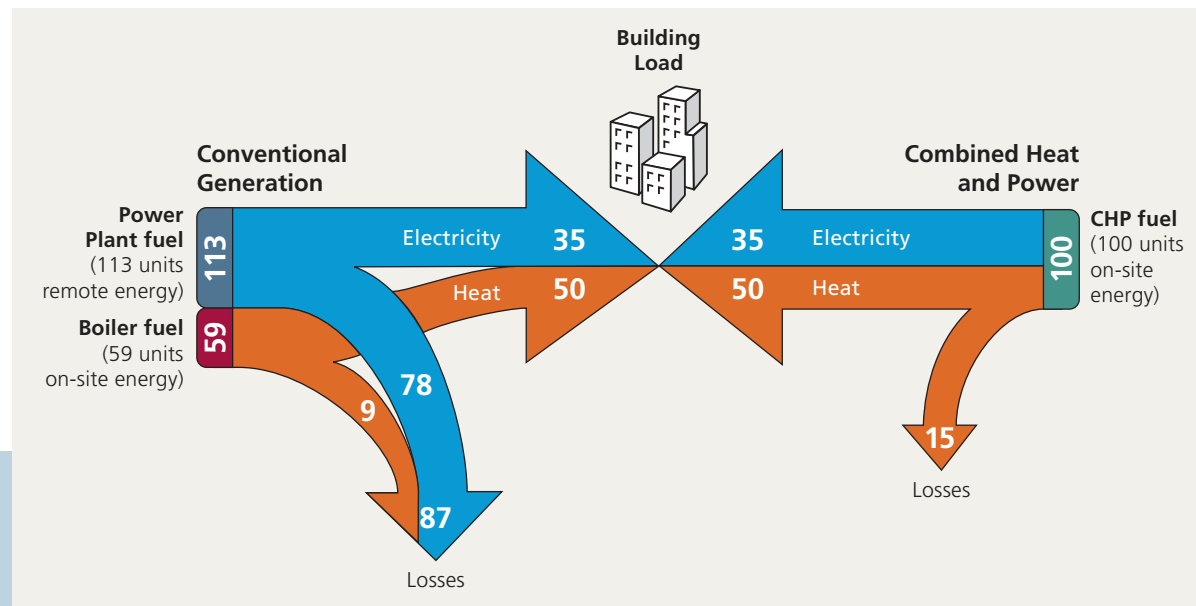 Building
Load
Conventional
Generation
Combined Heat
and Power
Power
Plant fuel
(113 units
remote energy)
113
Electricity
35
35
Electricity
100
CHP fuel
(100 units
on-site
energy)
Heat
50
50
Heat
Boiler fuel
(59 units
on-site energy)
59
78
9
87
Losses
15
Losses